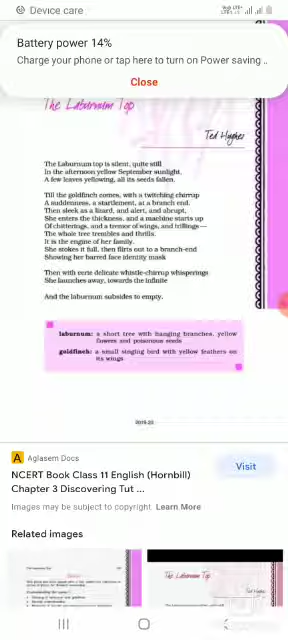 Device care
Battery power 14%
Charge your phone or tap here to turn on Power saving ..
Close
The Laburnum Top
Ted Hughes
The Laburnum top is silent, quite still
In the afternoon yellow September sunlight,
A few leaves yellowing, all its seeds fallen.
Till the goldfinch comes, with a twitching chirrup
A suddenness, a startlement, at a branch end.
Then sleek as a lizard, and alert, and abrupt,
She enters the thickness, and a machine starts up
Of chitterings, and a tremor of wings, and trillings —
The whole tree trembles and thrills.
It is the engine of her family.
She stokes it full, then flirts out to a branch-end
Showing her barred face identity mask
Then with eerie delicate whistle-chirrup whisperings
She launches away, towards the infinite
And the laburnum subsides to empty.
laburnum: a short tree with hanging branches, yellow
flowers and poisonous seeds
goldfinch: a small singing bird with yellow feathers on
its wings
2019-20
A Aglasem Docs
NCERT Book Class 11 English (Hornbill)
Chapter 3 Discovering Tut ...
Visit
Images may be subject to copyright Learn More
Related images
The Laburnum Top
Ted Hughes